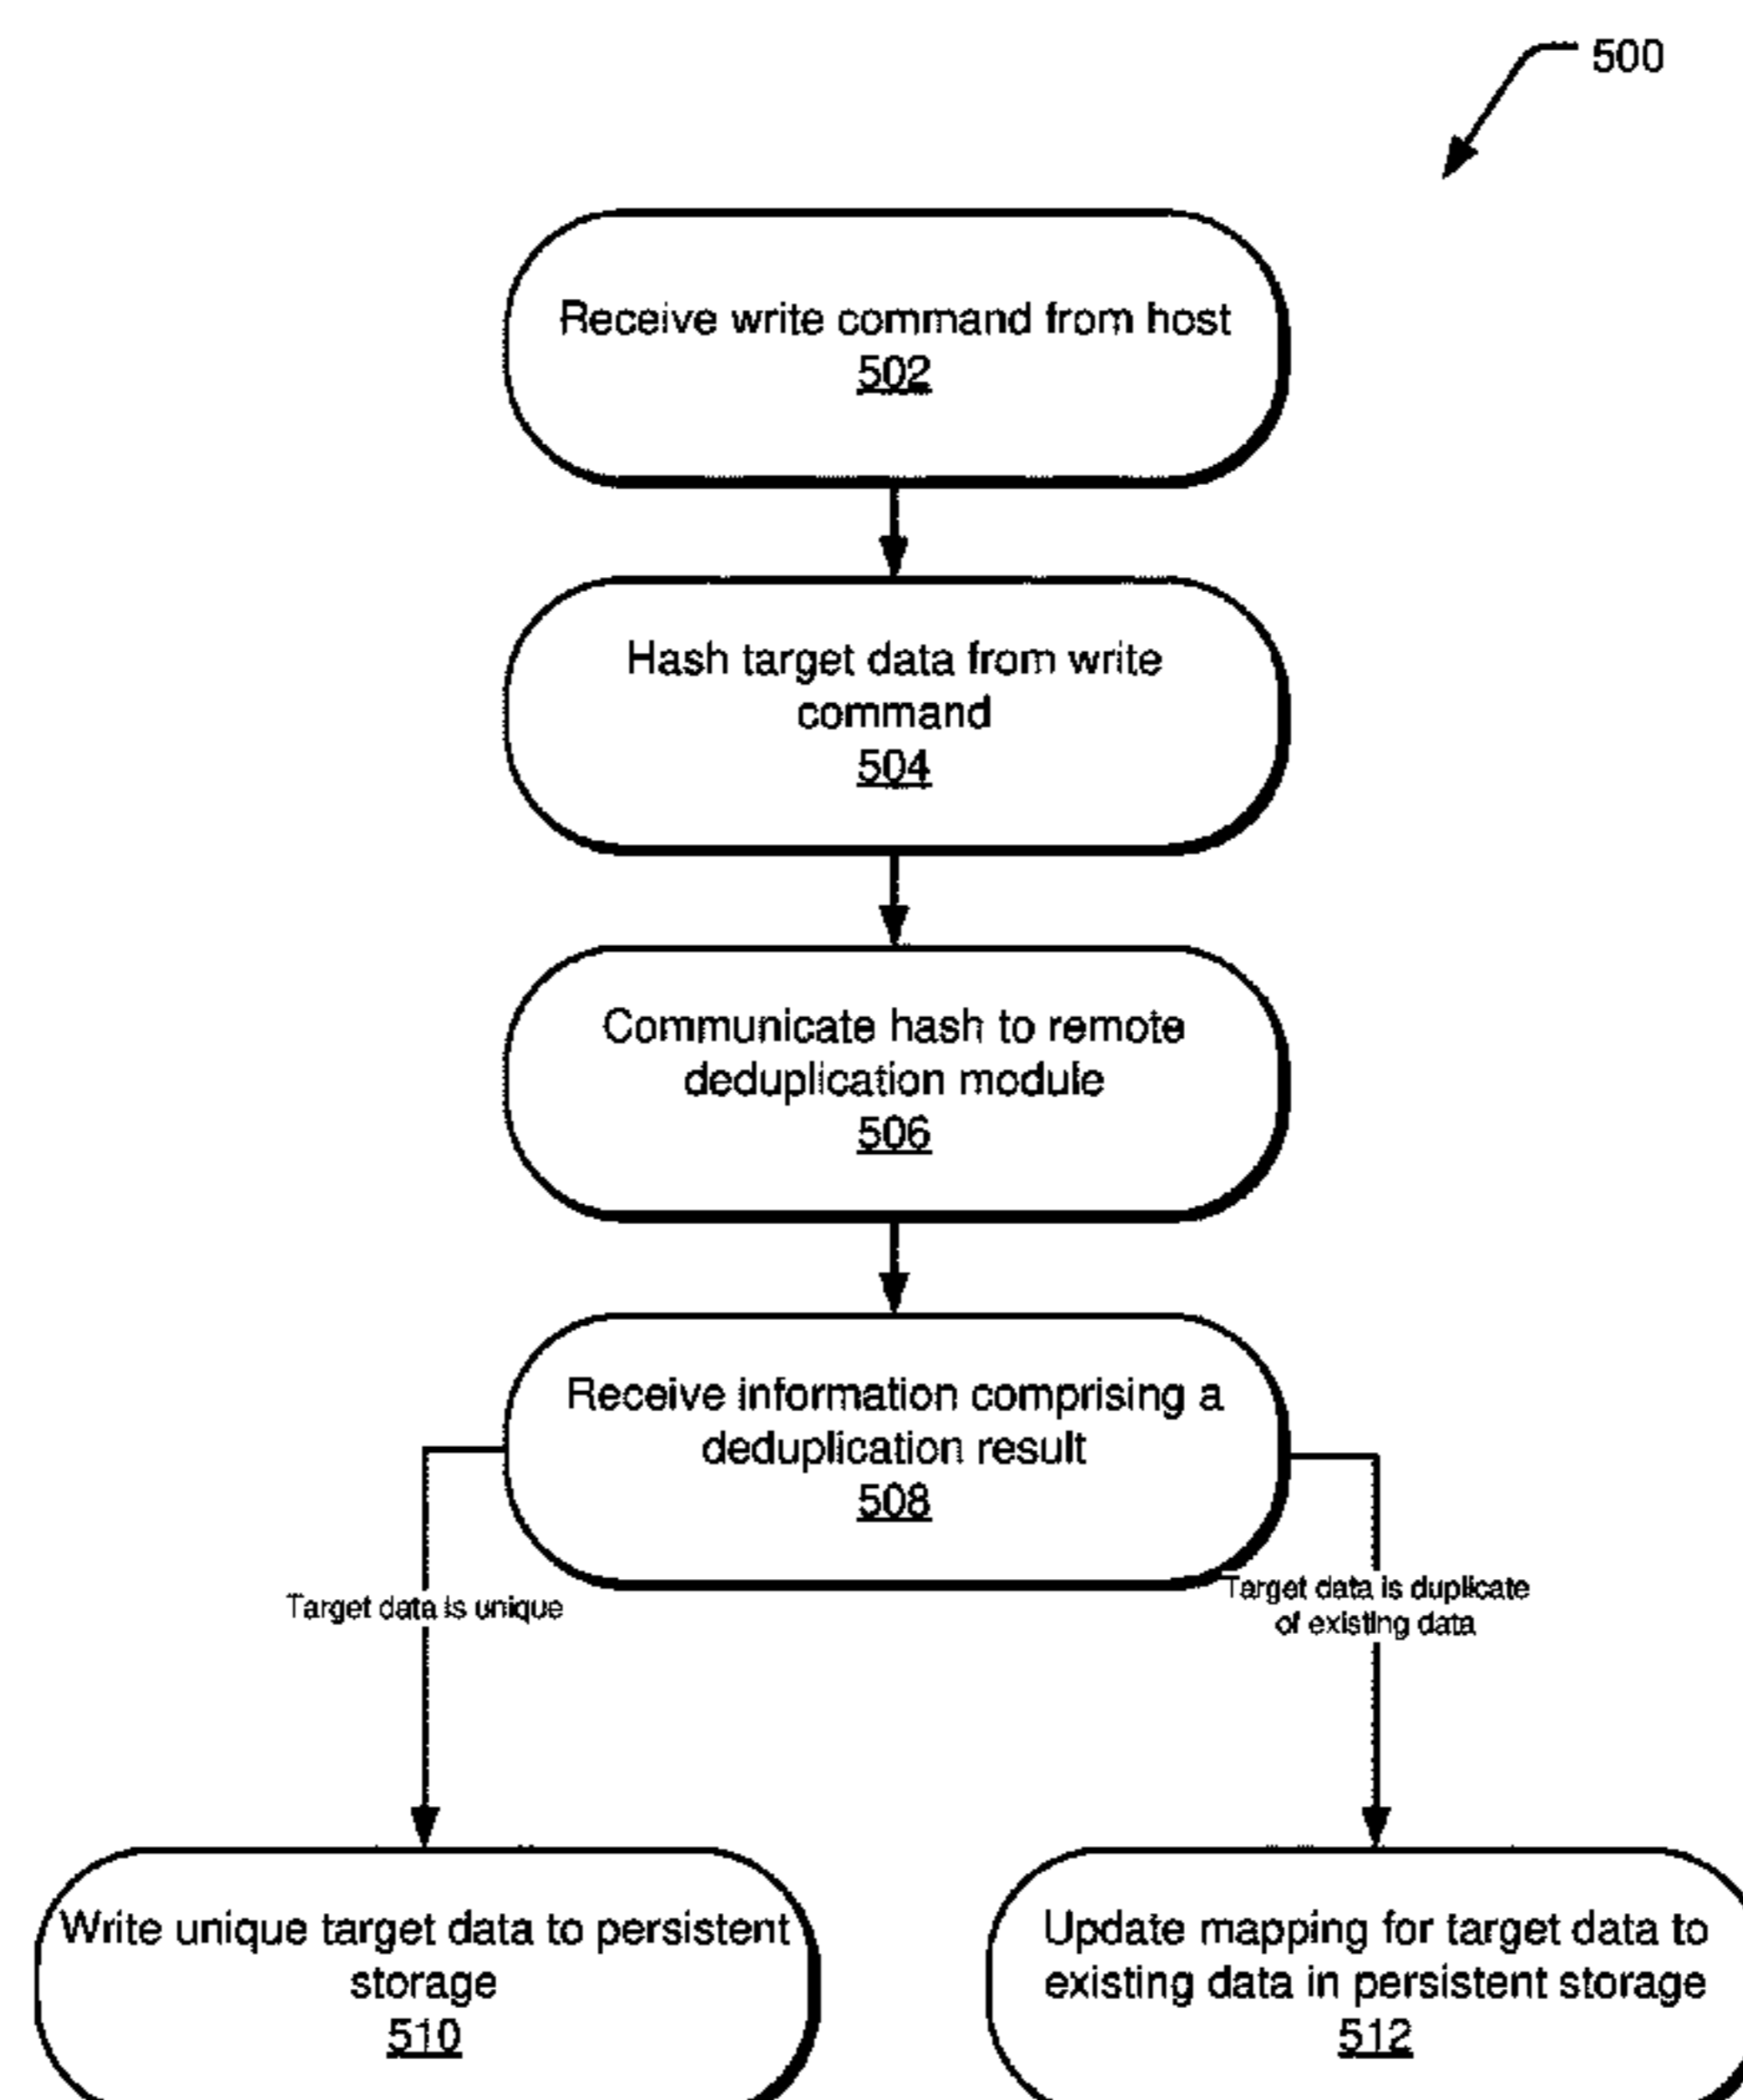 500
Receive write command from host
502
Hash target data from write
command
504
Communicate hash to remote
deduplication module
506
Receive information comprising a
deduplication result
508
Target data is unique
Target data is duplicate
of existing data
Write unique target data to persistent
storage
510
Update mapping for target data to
existing data in persistent storage
512